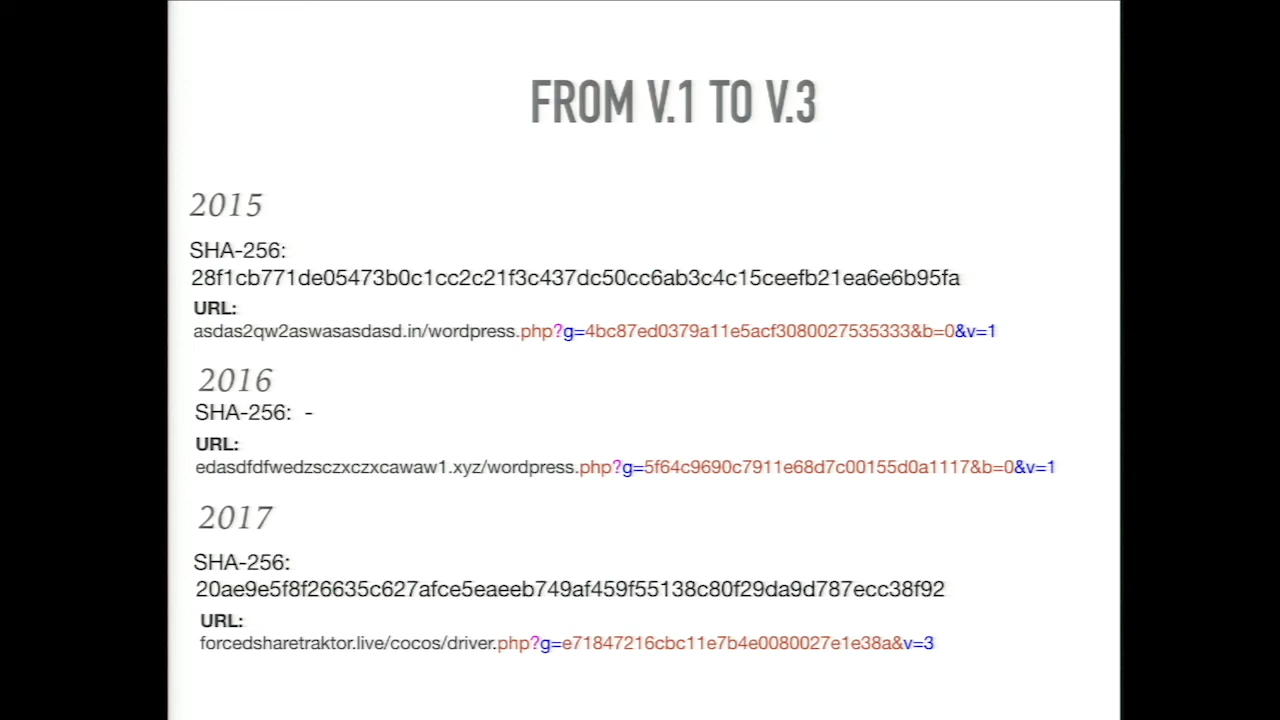 FROM V.1 TO V.3
2015
SHA-256:
28f1cb771de05473b0c1cc2c21f3c437dc50cc6ab3c4c15ceefb21ea6e6b95fa
URL:
asdas2qw2aswasasdasd.in/wordpress.php?g=4bc87ed0379a11e5acf3080027535333&b=0&v=1
2016
SHA-256: -
URL:
edasdfdfwedzsczxczxcawaw1.xyz/wordpress.php?g=5f64c9690c7911e68d7c00155d0a1117&b=0&v=1
2017
SHA-256:
20ae9e5f8f26635c627afce5eaeeb749af459f55138c80f29da9d787ecc38f92
URL:
forcedsharetraktor.live/cocos/driver.php?g=e71847216cbc11e7b4e0080027e1e38a&v=3